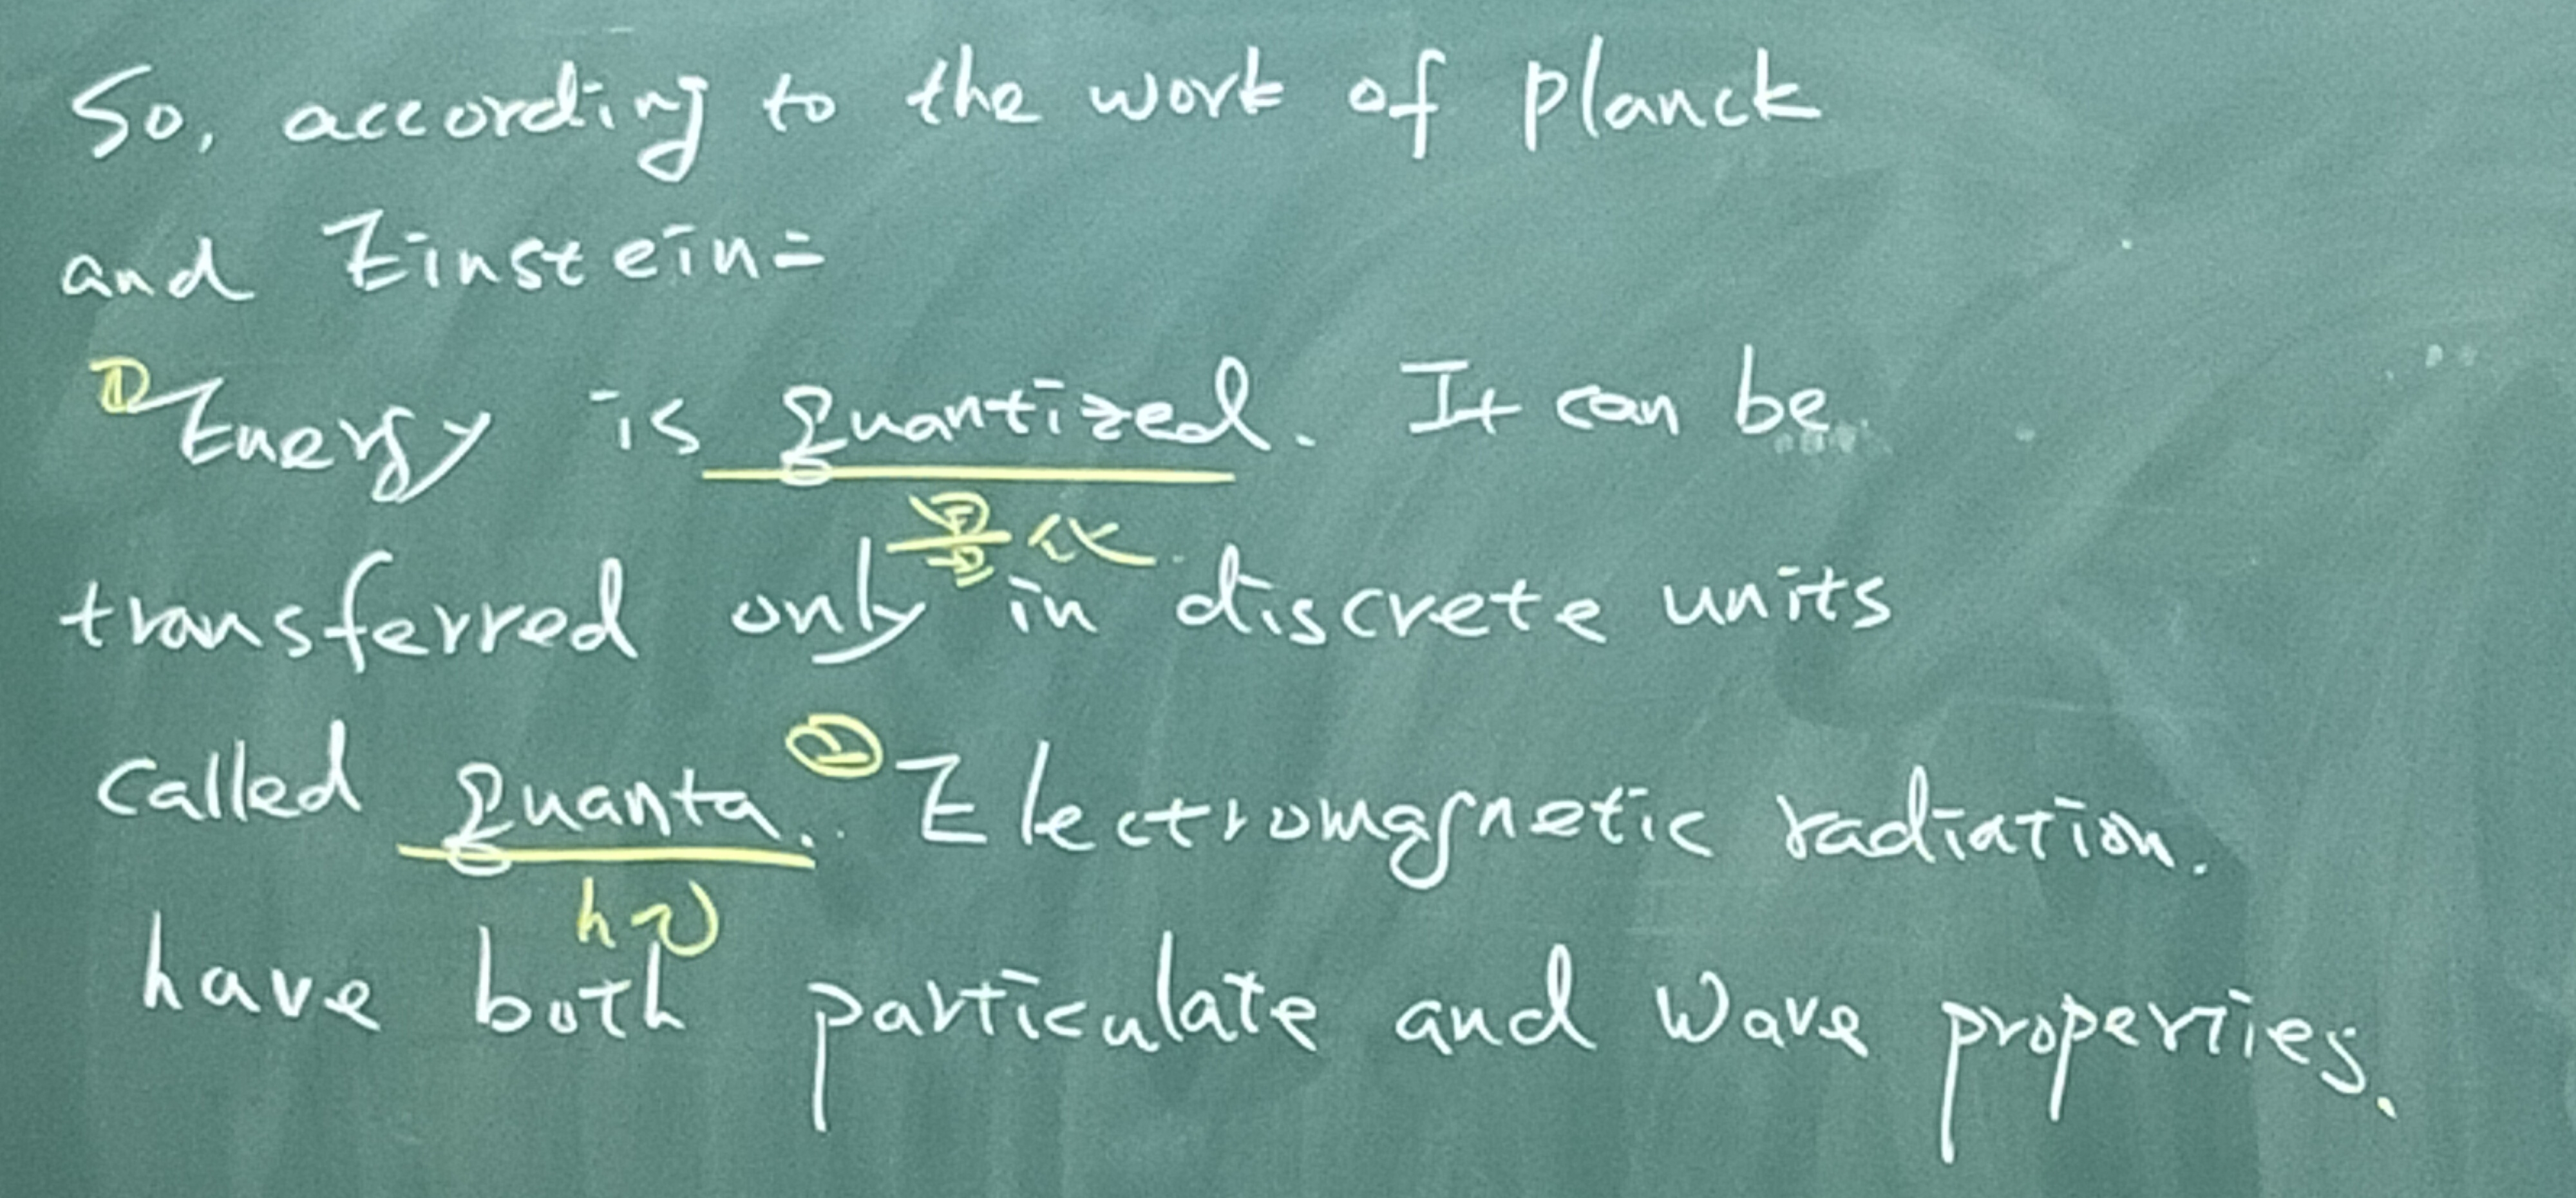 So, according to the work of planck
and Einstein=
① Energy is quantized. It can be
量化
transferred only in discrete units
called quanta. ② Electromagnetic radiation.
hν
have both particulate and wave properties.